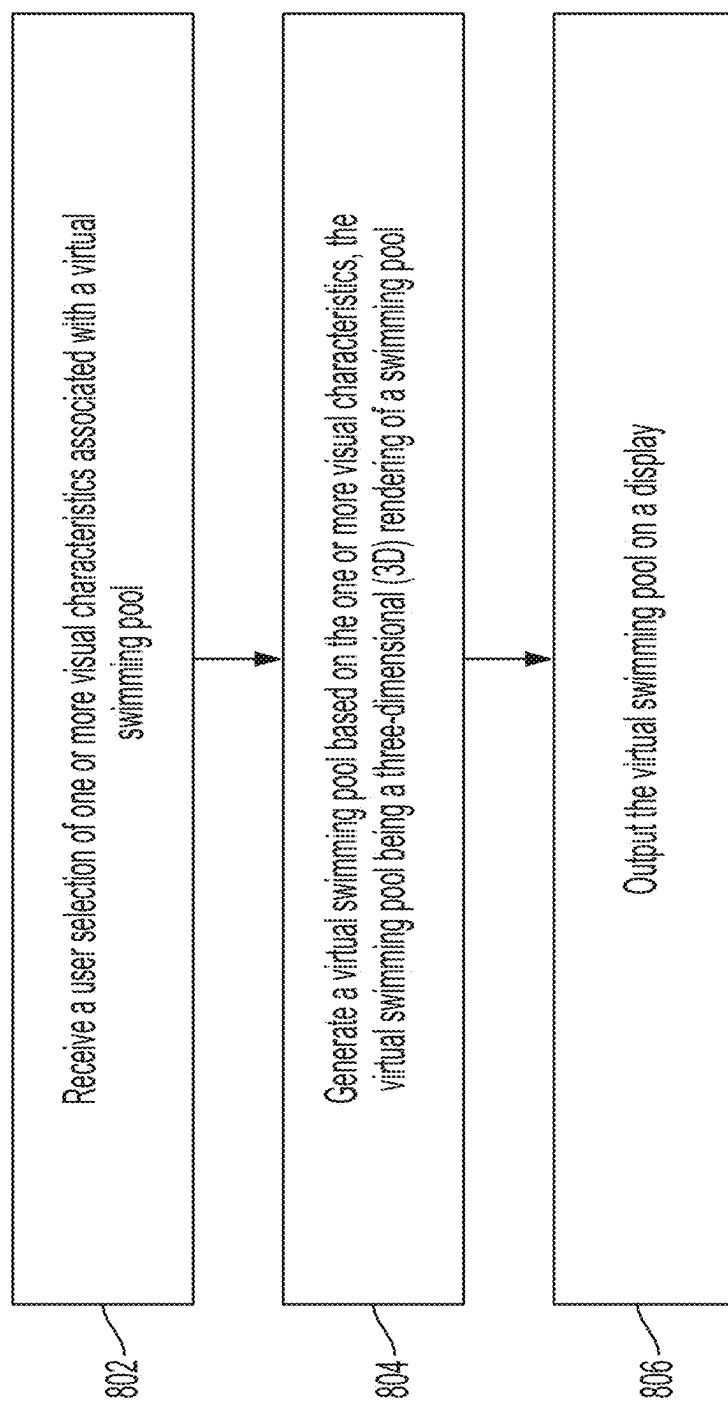 Receive a user selection of one or more visual characteristics associated with a virtual
swimming pool
802
Generate a virtual swimming pool based on the one or more visual characteristics, the
virtual swimming pool being a three-dimensional (3D) rendering of a swimming pool
804
Output the virtual swimming pool on a display
806